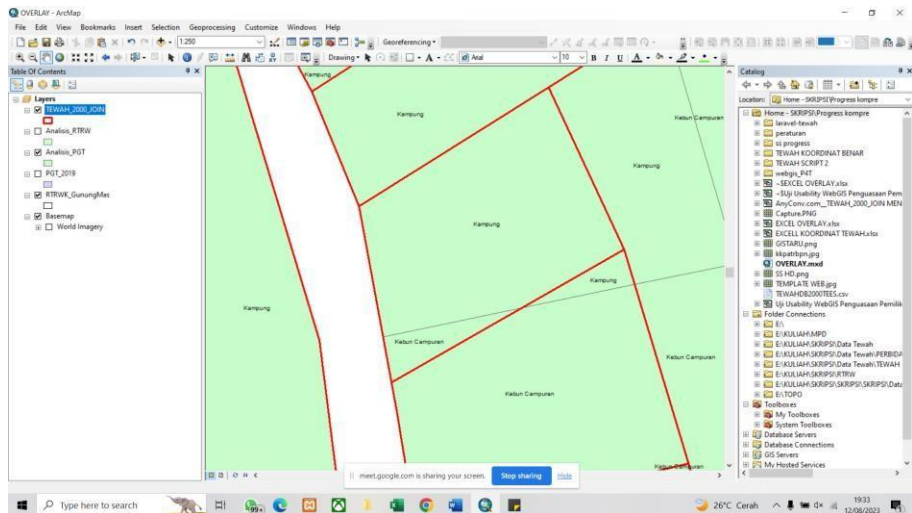 OVERLAY - ArcMap
File Edit View Bookmarks Insert Selection Geoprocessing Customize Windows Help
1:250
Georeferencing
Drawing
Arial
10
B I U A
Table Of Contents
Layers
TEWAH_2000_JOIN
Analisis_RTRW
Analisis_PGT
PGT_2019
RTRWK_GunungMas
Basemap
World Imagery
Kampung
Kampung
Kebun Campuran
Kampung
Kampung
Kampung
Kampung
Kebun Campuran
Kebun Campuran
Kebun Campuran
Kebun Campuran
Catalog
Location: Home - SKRIPSI\Progress kompre
Home - SKRIPSI\Progress kompre
laravel-tewah
peraturan
ss progress
TEWAH KOORDINAT BENAR
TEWAH SCRIPT 2
webgis_P4T
~$EXCEL OVERLAY.xlsx
~$Uji Usability WebGIS Penguasaan Pem
AnyConv.com__TEWAH_2000_JOIN MEN
Capture.PNG
EXCEL OVERLAY.xlsx
EXCELL KOORDINAT TEWAH.xlsx
GISTARU.png
kkpatrbpn.jpg
OVERLAY.mxd
SS HD.png
TEMPLATE WEB.jpg
TEWAHDB2000TEES.csv
Uji Usability WebGIS Penguasaan Pemilik
Folder Connections
E:\
E:\KULIAH\MPD
E:\KULIAH\SKRIPSI\Data Tewah
E:\KULIAH\SKRIPSI\Data Tewah\PERBIDA
E:\KULIAH\SKRIPSI\Data Tewah\TEWAH
E:\KULIAH\SKRIPSI\RTRW
E:\KULIAH\SKRIPSI\SKRIPSI\SKRIPSI\Data
E:\TOPO
Toolboxes
My Toolboxes
System Toolboxes
Database Servers
Database Connections
GIS Servers
My Hosted Services
meet.google.com is sharing your screen. Stop sharing Hide
Type here to search
99+
26°C Cerah
19:33
12/08/2023